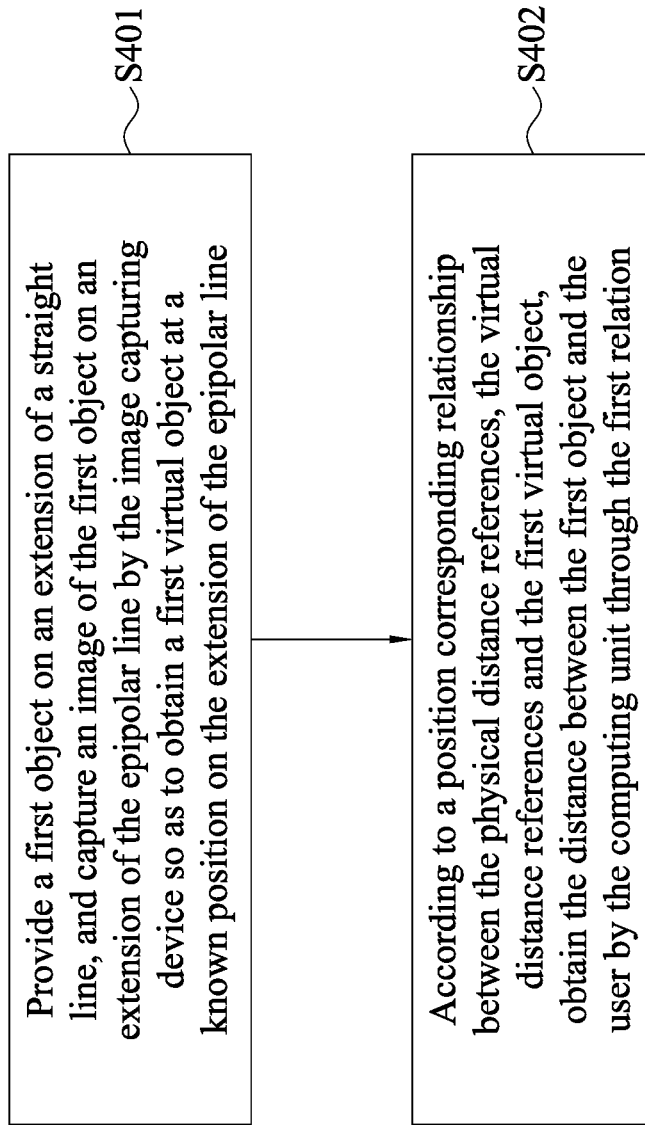 Provide a first object on an extension of a straight
line, and capture an image of the first object on an
extension of the epipolar line by the image capturing
device so as to obtain a first virtual object at a
known position on the extension of the epipolar line
S401
According to a position corresponding relationship
between the physical distance references, the virtual
distance references and the first virtual object,
obtain the distance between the first object and the
user by the computing unit through the first relation
S402